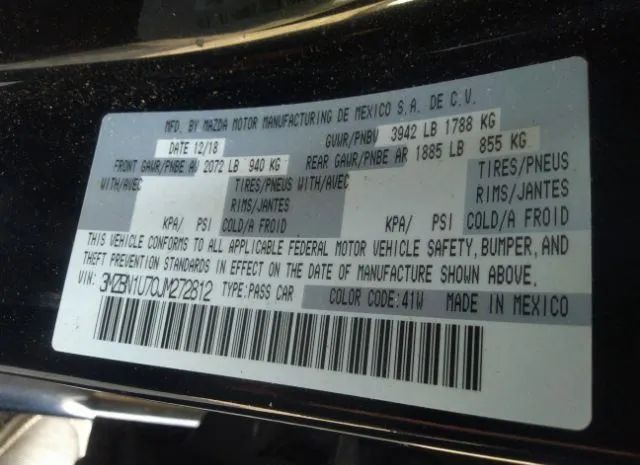 MFD. BY MAZDA MOTOR MANUFACTURING DE MEXICO S.A. DE C.V.
DATE 12/18 GVWR/PNBV 3942 LB 1788 KG
FRONT GAWR/PNBE AV 2072 LB 940 KG REAR GAWR/PNBE AR 1885 LB 855 KG
WITH/AVEC TIRES/PNEUS WITH/AVEC TIRES/PNEUS
RIMS/JANTES RIMS/JANTES
KPA/ PSI COLD/A FROID KPA/ PSI COLD/A FROID
THIS VEHICLE CONFORMS TO ALL APPLICABLE FEDERAL MOTOR VEHICLE SAFETY, BUMPER, AND
THEFT PREVENTION STANDARDS IN EFFECT ON THE DATE OF MANUFACTURE SHOWN ABOVE.
VIN: 3MZBN1U70JM272812 TYPE:PASS CAR COLOR CODE:41W MADE IN MEXICO